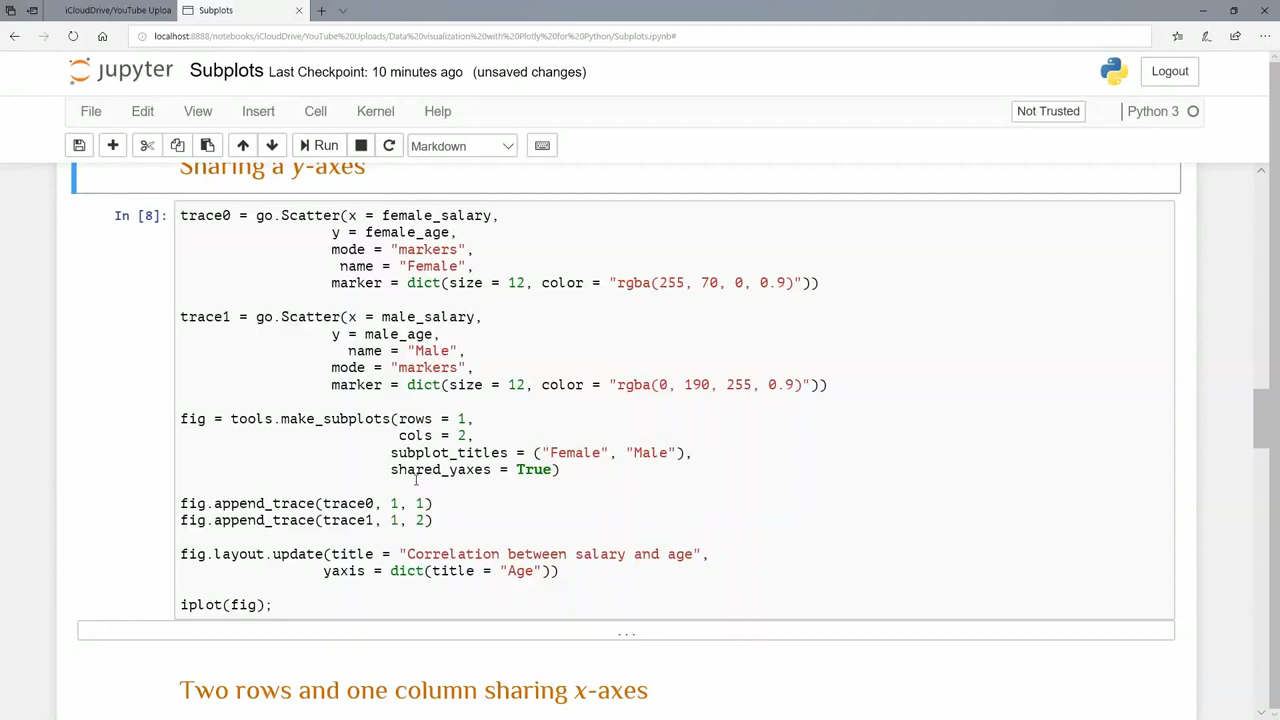 iCloudDrive/YouTube Uploa
Subplots
localhost:8888/notebooks/iCloudDrive/YouTube%20Uploads/Data%20visualization%20with%20Plotly%20for%20Python/Subplots.ipynb#
jupyter Subplots Last Checkpoint: 10 minutes ago (unsaved changes)
Logout
File Edit View Insert Cell Kernel Help
Not Trusted
Python 3
Run
Markdown
Sharing a y-axes
In [8]:
trace0 = go.Scatter(x = female_salary,
y = female_age,
mode = "markers",
name = "Female",
marker = dict(size = 12, color = "rgba(255, 70, 0, 0.9)"))
trace1 = go.Scatter(x = male_salary,
y = male_age,
name = "Male",
mode = "markers",
marker = dict(size = 12, color = "rgba(0, 190, 255, 0.9)"))
fig = tools.make_subplots(rows = 1,
cols = 2,
subplot_titles = ("Female", "Male"),
shared_yaxes = True)
fig.append_trace(trace0, 1, 1)
fig.append_trace(trace1, 1, 2)
fig.layout.update(title = "Correlation between salary and age",
yaxis = dict(title = "Age"))
iplot(fig);
...
Two rows and one column sharing x-axes